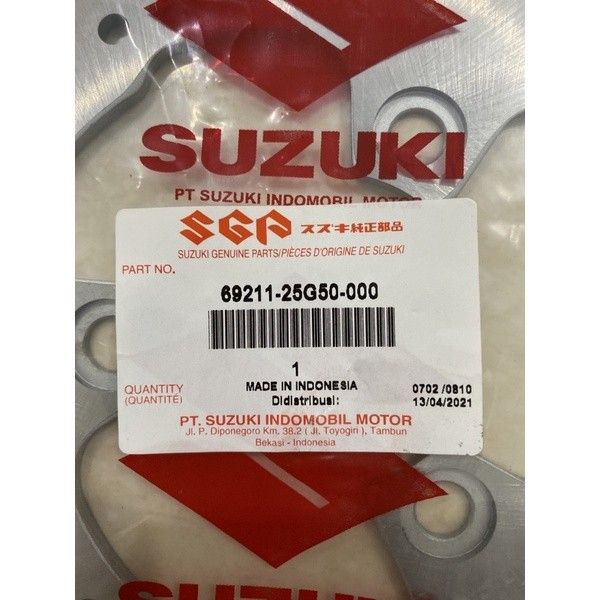 SUZUKI
PT SUZUKI INDOMOBIL MOTOR
SGP スズキ純正部品
SUZUKI GENUINE PARTS/PIÈCES D'ORIGINE DE SUZUKI
PART NO.
69211-25G50-000
1
QUANTITY
(QUANTITÉ)
MADE IN INDONESIA
Didistribusi:
0702 /0810
13/04/2021
PT. SUZUKI INDOMOBIL MOTOR
Jl. P. Diponegoro Km. 38.2 ( Jl. Toyogiri ), Tambun
Bekasi - Indonesia
SUZUKI